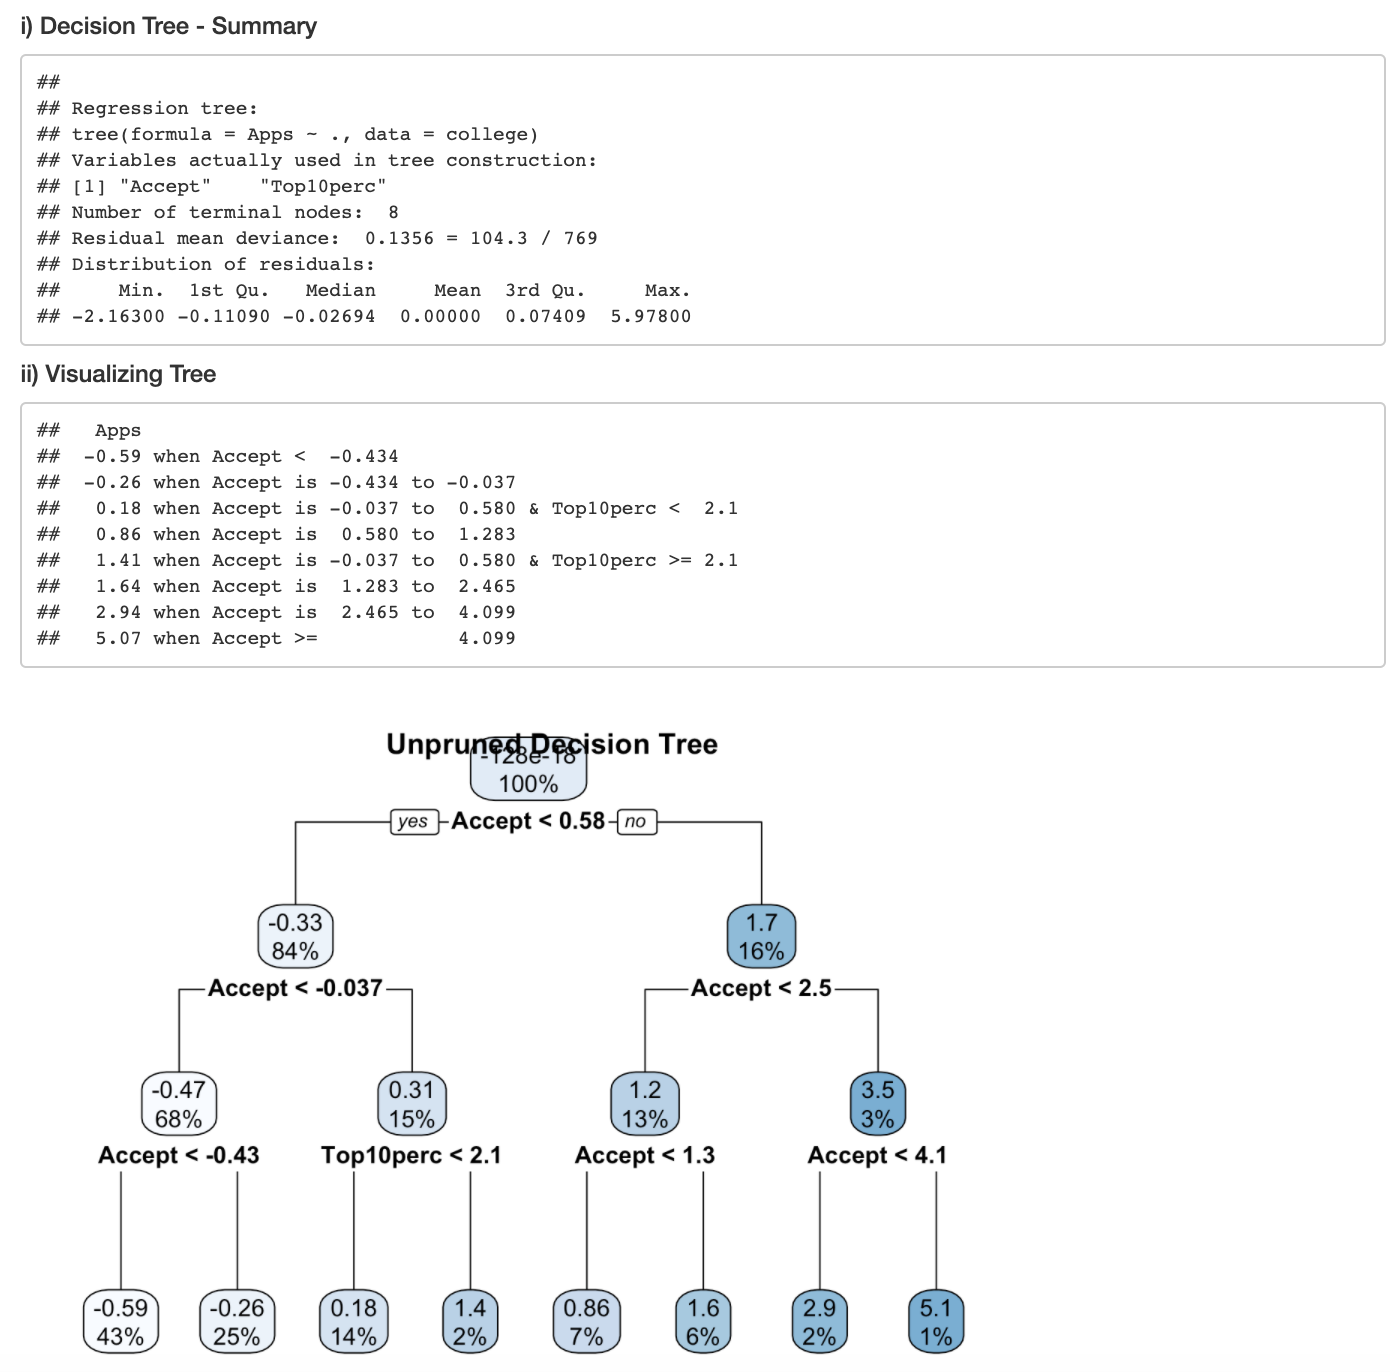 i) Decision Tree - Summary
##
## Regression tree:
## tree(formula = Apps ~ ., data = college)
## Variables actually used in tree construction:
## [1] "Accept"    "Top10perc"
## Number of terminal nodes:  8
## Residual mean deviance:  0.1356 = 104.3 / 769
## Distribution of residuals:
##     Min.  1st Qu.   Median     Mean  3rd Qu.     Max.
## -2.16300 -0.11090 -0.02694  0.00000  0.07409  5.97800
ii) Visualizing Tree
##   Apps
##  -0.59 when Accept <  -0.434
##  -0.26 when Accept is -0.434 to -0.037
##   0.18 when Accept is -0.037 to  0.580 & Top10perc <  2.1
##   0.86 when Accept is  0.580 to  1.283
##   1.41 when Accept is -0.037 to  0.580 & Top10perc >= 2.1
##   1.64 when Accept is  1.283 to  2.465
##   2.94 when Accept is  2.465 to  4.099
##   5.07 when Accept >=            4.099
Unpruned Decision Tree
-128e-18
100%
yes Accept < 0.58 no
-0.33 1.7
84% 16%
Accept < -0.037 Accept < 2.5
-0.47 0.31 1.2 3.5
68% 15% 13% 3%
Accept < -0.43 Top10perc < 2.1 Accept < 1.3 Accept < 4.1
-0.59 -0.26 0.18 1.4 0.86 1.6 2.9 5.1
43% 25% 14% 2% 7% 6% 2% 1%